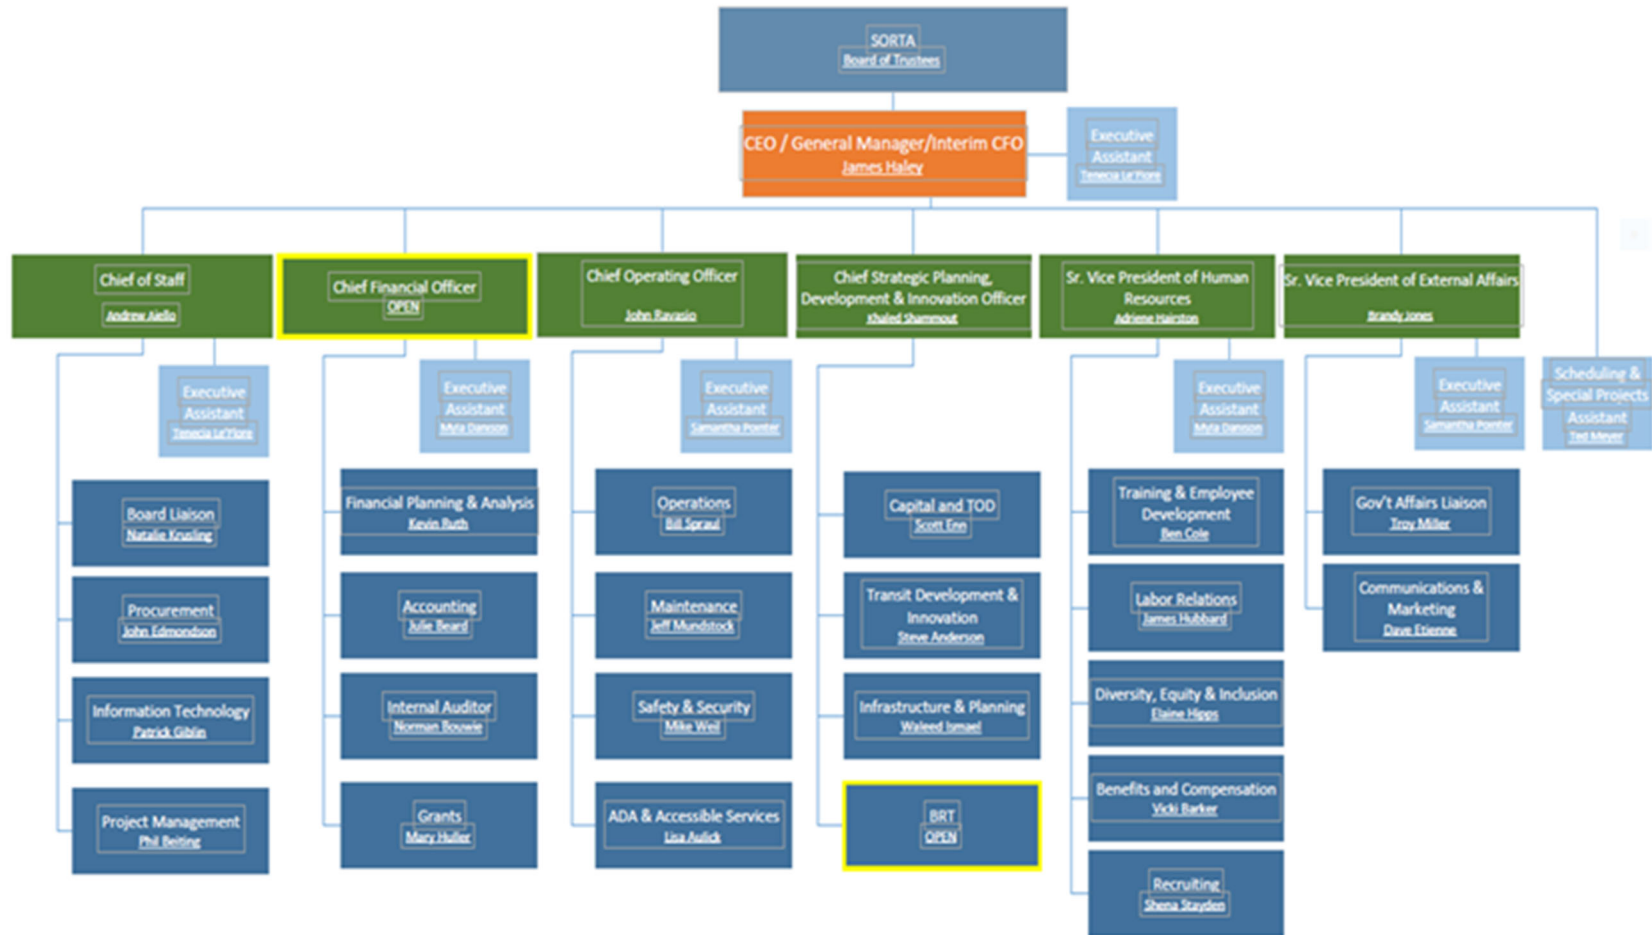 SORTA
Board of Trustees
CEO / General Manager/Interim CFO
James Haley
Executive
Assistant
Tenecia Le'Fiore
Chief of Staff
Andrew Aiello
Chief Financial Officer
OPEN
Chief Operating Officer
John Ravasio
Chief Strategic Planning,
Development & Innovation Officer
Khaled Shammout
Sr. Vice President of Human
Resources
Adriene Hairston
Sr. Vice President of External Affairs
Brandy Jones
Executive
Assistant
Tenecia Le'Fiore
Executive
Assistant
Myla
Executive
Assistant
Samantha Pointer
Executive
Assistant
Myla
Executive
Assistant
Samantha Pointer
Scheduling &
Special Projects
Assistant
Ted Meyer
Board Liaison
Natalie Krusling
Procurement
John Edmondson
Information Technology
Patrick Giblin
Project Management
Phil Beiting
Financial Planning & Analysis
Kevin Ruth
Accounting
Julie Beard
Internal Auditor
Norman Bouwie
Grants
Mary Huller
Operations
Bill Spraul
Maintenance
Jeff Mundstock
Safety & Security
Mike Weil
ADA & Accessible Services
Lisa Aulick
Capital and TOD
Scott Enn
Transit Development &
Innovation
Steve Anderson
Infrastructure & Planning
Waleed Ismael
BRT
OPEN
Training & Employee
Development
Ben Cole
Labor Relations
James Hubbard
Diversity, Equity & Inclusion
Elaine Hipps
Benefits and Compensation
Vicki Barker
Recruiting
Shena Stayden
Gov't Affairs Liaison
Troy Miller
Communications &
Marketing
Dave Etienne